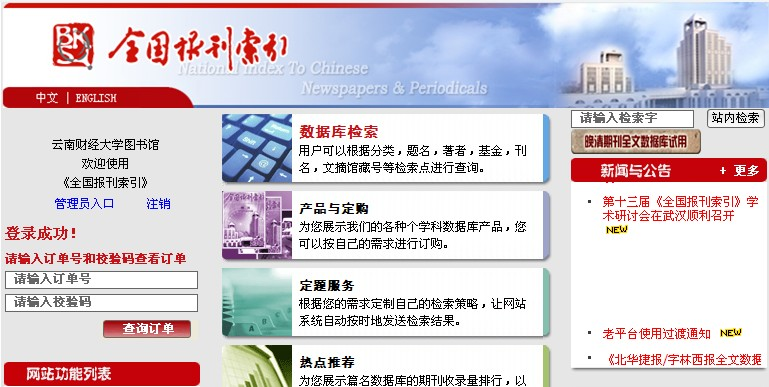 BKSY
全国报刊索引
National Index To Chinese
Newspapers & Periodicals
中文 | ENGLISH
请输入检索字
站内检索
晚清期刊全文数据库试用
云南财经大学图书馆
欢迎使用
《全国报刊索引》
管理员入口 注销
登录成功！
请输入订单号和校验码查看订单
请输入订单号
请输入校验码
查询订单
网站功能列表
数据库检索
用户可以根据分类，题名，著者，基金，刊
名，文摘馆藏号等检索点进行查询。
产品与定购
为您展示我们的各种个学科数据库产品，您
可以按自己的需求进行订购。
定题服务
根据您的需求定制自己的检索策略，让网站
系统自动按时地发送检索结果。
热点推荐
为您展示篇名数据库的期刊收录量排行，以
新闻与公告 + 更多
第十三届《全国报刊索引》学
术研讨会在武汉顺利召开
NEW
老平台使用过渡通知 NEW
《北华捷报/字林西报全文数据